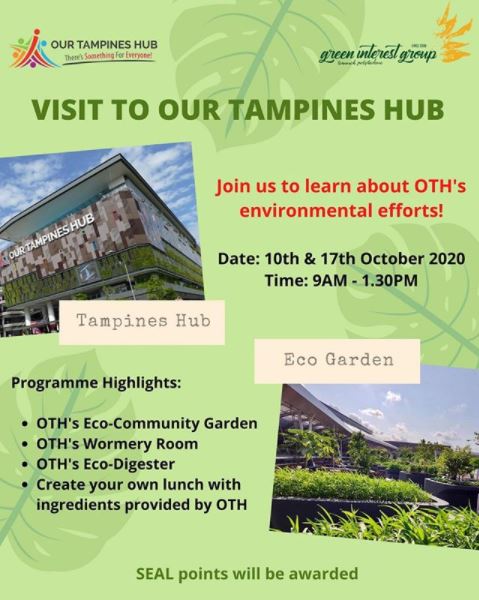 OUR TAMPINES HUB
There's Something For Everyone!
green interest group
VISIT TO OUR TAMPINES HUB
OUR TAMPINES HUB
Join us to learn about OTH's
environmental efforts!
Date: 10th & 17th October 2020
Time: 9AM - 1.30PM
Tampines Hub
Eco Garden
Programme Highlights:
• OTH's Eco-Community Garden
• OTH's Wormery Room
• OTH's Eco-Digester
• Create your own lunch with
ingredients provided by OTH
SEAL points will be awarded